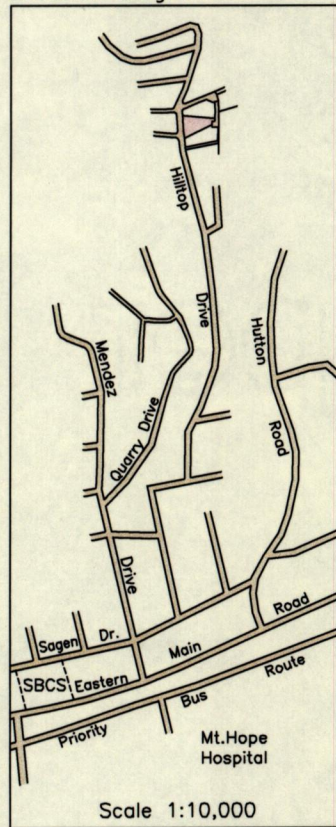 Hilltop
Drive
Hutton
Road
Mendez
Quarry Drive
Drive
Sagen Dr.
SBCS
Eastern Main Road
Priority Bus Route
Mt.Hope
Hospital
Scale 1:10,000